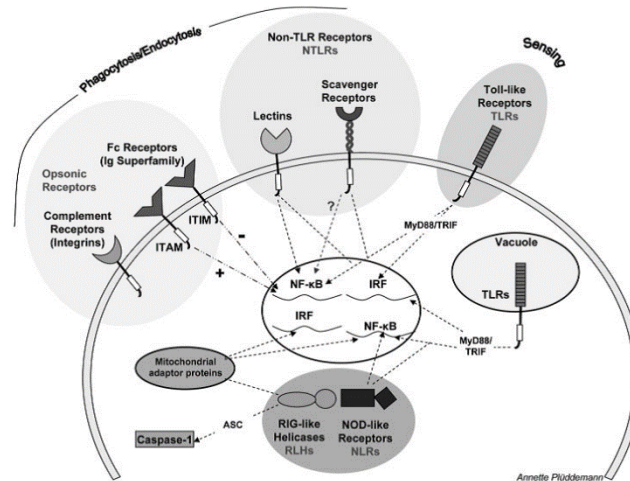 Phagocytosis/Endocytosis
Non-TLR Receptors
NTLRs
Sensing
Scavenger
Receptors
Lectins
Toll-like
Receptors
TLRs
Fc Receptors
(Ig Superfamily)
Opsonic
Receptors
Complement
Receptors
(Integrins)
ITIM
ITAM
-
+
?
MyD88/TRIF
Vacuole
TLRs
NF-κB
IRF
IRF
NF-κB
MyD88/
TRIF
Mitochondrial
adaptor proteins
ASC
Caspase-1
RIG-like
Helicases
RLHs
NOD-like
Receptors
NLRs
Annette Plüddemann